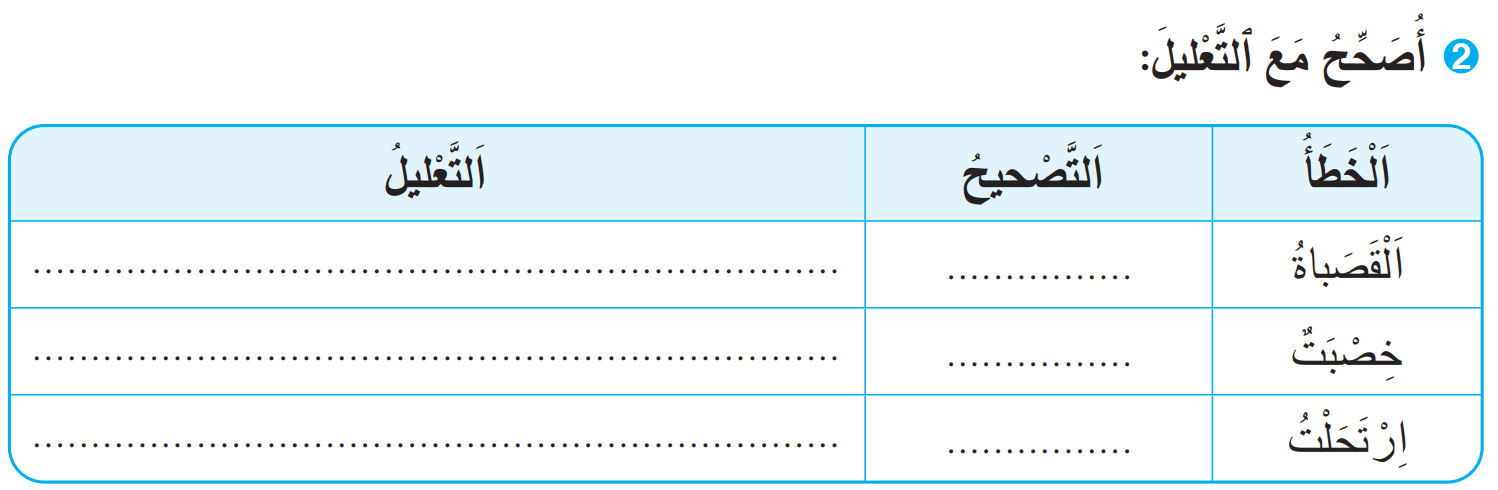 2 أُصَحِّحُ مَعَ ٱلتَّعْليلَ:
اَلْخَطَأُ اَلتَّصْحيحُ اَلتَّعْليلُ
اَلْقَصَباةُ ................ .....................................................................
خِصْبَتٌ ................ .....................................................................
اِرْتَحَلْتُ ................ .....................................................................